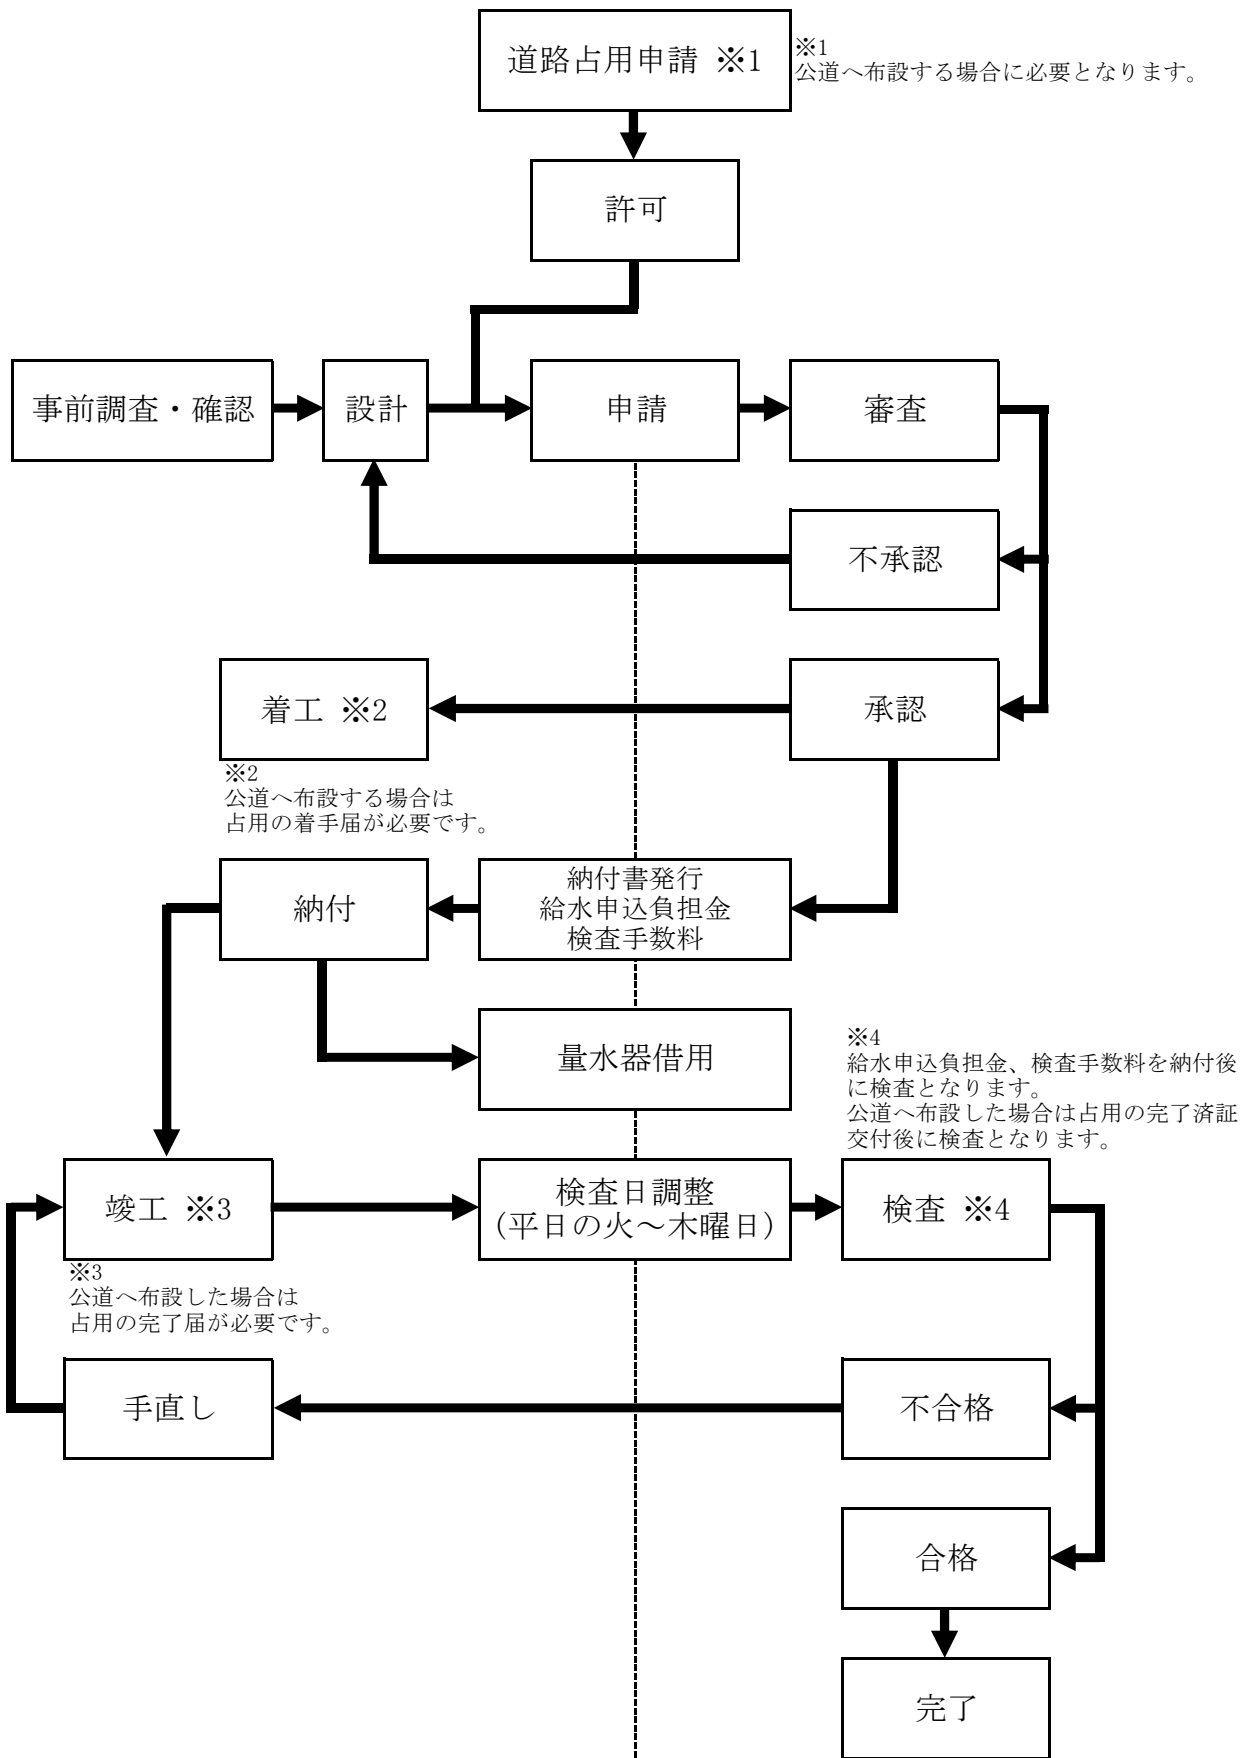 道路占用申請 ※1
※1
公道へ布設する場合に必要となります。
許可
事前調査・確認
設計
申請
審査
不承認
着工 ※2
承認
※2
公道へ布設する場合は
占用の着手届が必要です。
納付
納付書発行
給水申込負担金
検査手数料
量水器借用
※4
給水申込負担金、検査手数料を納付後
に検査となります。
公道へ布設した場合は占用の完了済証
交付後に検査となります。
竣工 ※3
検査日調整
(平日の火～木曜日)
検査 ※4
※3
公道へ布設した場合は
占用の完了届が必要です。
手直し
不合格
合格
完了